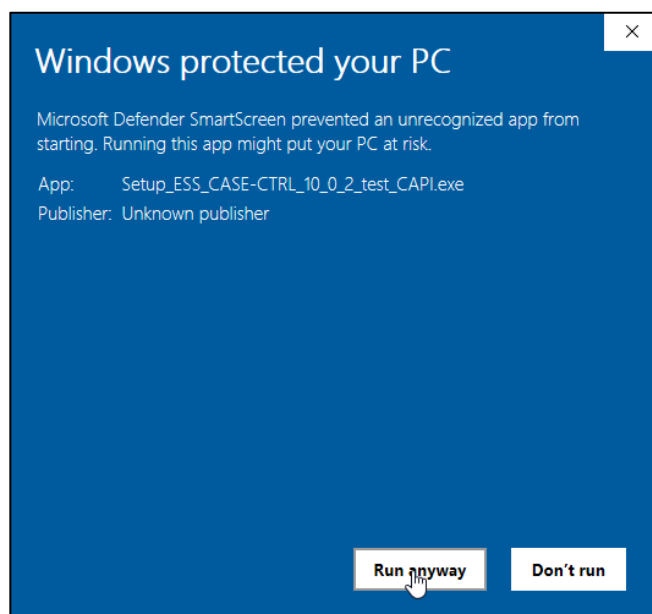 Windows protected your PC
Microsoft Defender SmartScreen prevented an unrecognized app from
starting. Running this app might put your PC at risk.
App: Setup_ESS_CASE-CTRL_10_0_2_test_CAPI.exe
Publisher: Unknown publisher
Run anyway Don’t run